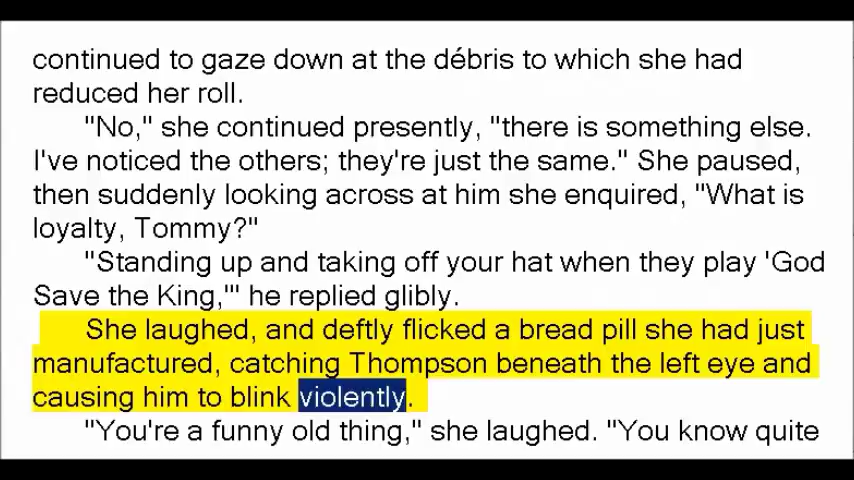 continued to gaze down at the débris to which she had
reduced her roll.
"No," she continued presently, "there is something else.
I've noticed the others; they're just the same." She paused,
then suddenly looking across at him she enquired, "What is
loyalty, Tommy?"
"Standing up and taking off your hat when they play 'God
Save the King,'" he replied glibly.
She laughed, and deftly flicked a bread pill she had just
manufactured, catching Thompson beneath the left eye and
causing him to blink violently.
"You're a funny old thing," she laughed. "You know quite